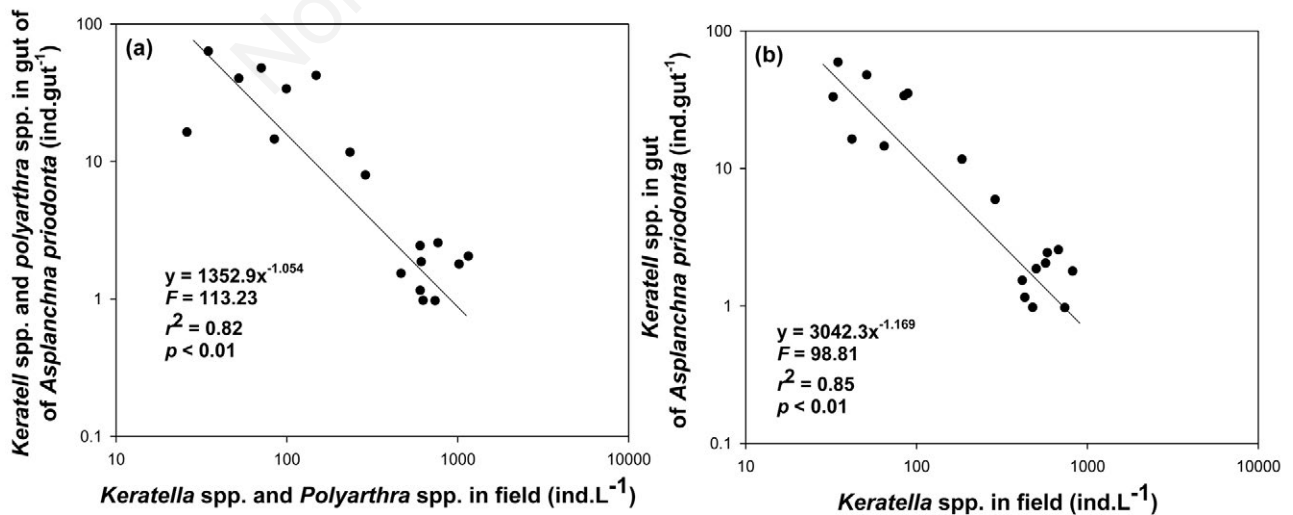 Keratell spp. and polyarthra spp. in gut of
of Asplanchna priodonta (ind.gut-1)
100
10
1
0.1
(a)
y = 1352.9x-1.054
F = 113.23
r2 = 0.82
p < 0.01
10
100
1000
10000
Keratella spp. and Polyarthra spp. in field (ind.L-1)
Keratell spp. in gut
of Asplanchna priodonta (ind.gut-1)
100
10
1
0.1
(b)
y = 3042.3x-1.169
F = 98.81
r2 = 0.85
p < 0.01
10
100
1000
10000
Keratella spp. in field (ind.L-1)